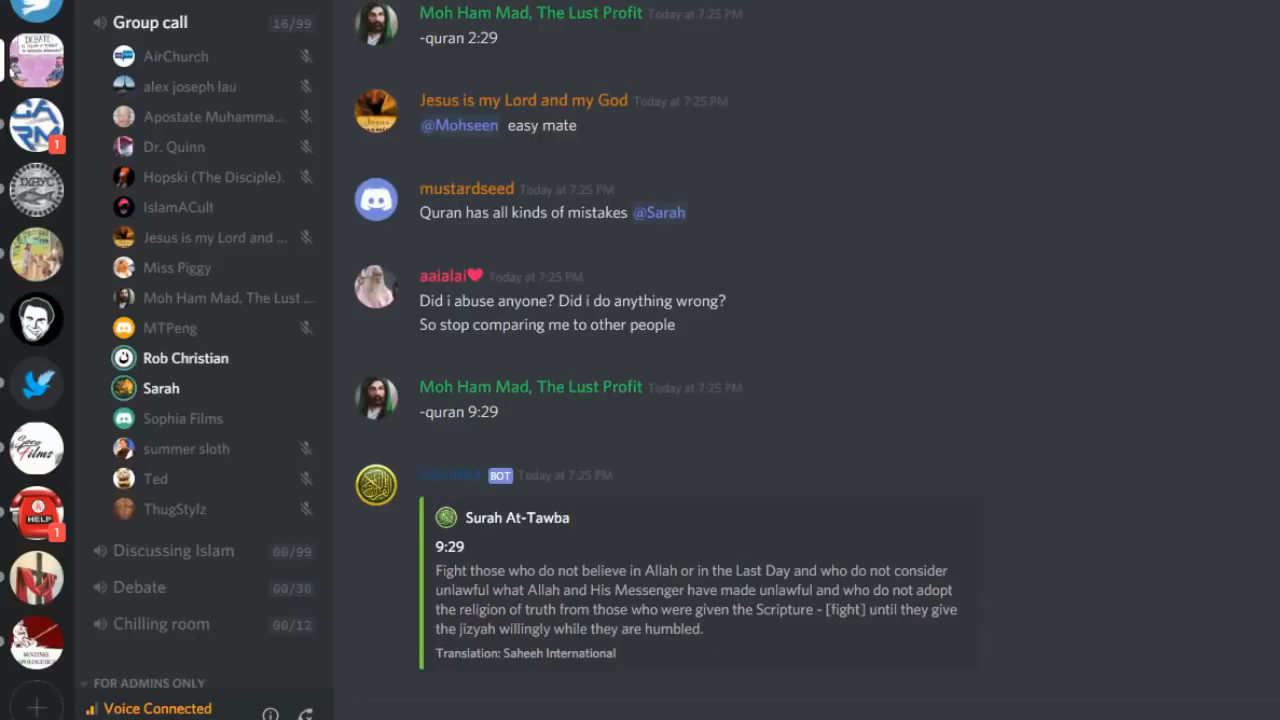 Group call 16/99
AirChurch
alex joseph lau
Apostate Muhamma...
Dr. Quinn
Hopski (The Disciple).
IslamACult
Jesus is my Lord and ...
Miss Piggy
Moh Ham Mad, The Lust ...
MTPeng
Rob Christian
Sarah
Sophia Films
summer sloth
Ted
ThugStylz
Discussing Islam 00/99
Debate 00/30
Chilling room 00/12
FOR ADMINS ONLY
Voice Connected
Moh Ham Mad, The Lust Profit Today at 7:25 PM
-quran 2:29
Jesus is my Lord and my God Today at 7:25 PM
@Mohseen easy mate
mustardseed Today at 7:25 PM
Quran has all kinds of mistakes @Sarah
aaialai❤ Today at 7:25 PM
Did i abuse anyone? Did i do anything wrong?
So stop comparing me to other people
Moh Ham Mad, The Lust Profit Today at 7:25 PM
-quran 9:29
BOT Today at 7:25 PM
Surah At-Tawba
9:29
Fight those who do not believe in Allah or in the Last Day and who do not consider
unlawful what Allah and His Messenger have made unlawful and who do not adopt
the religion of truth from those who were given the Scripture - [fight] until they give
the jizyah willingly while they are humbled.
Translation: Saheeh International
DEBATE
1
IXΘYC
Soco
Films
HELP
1